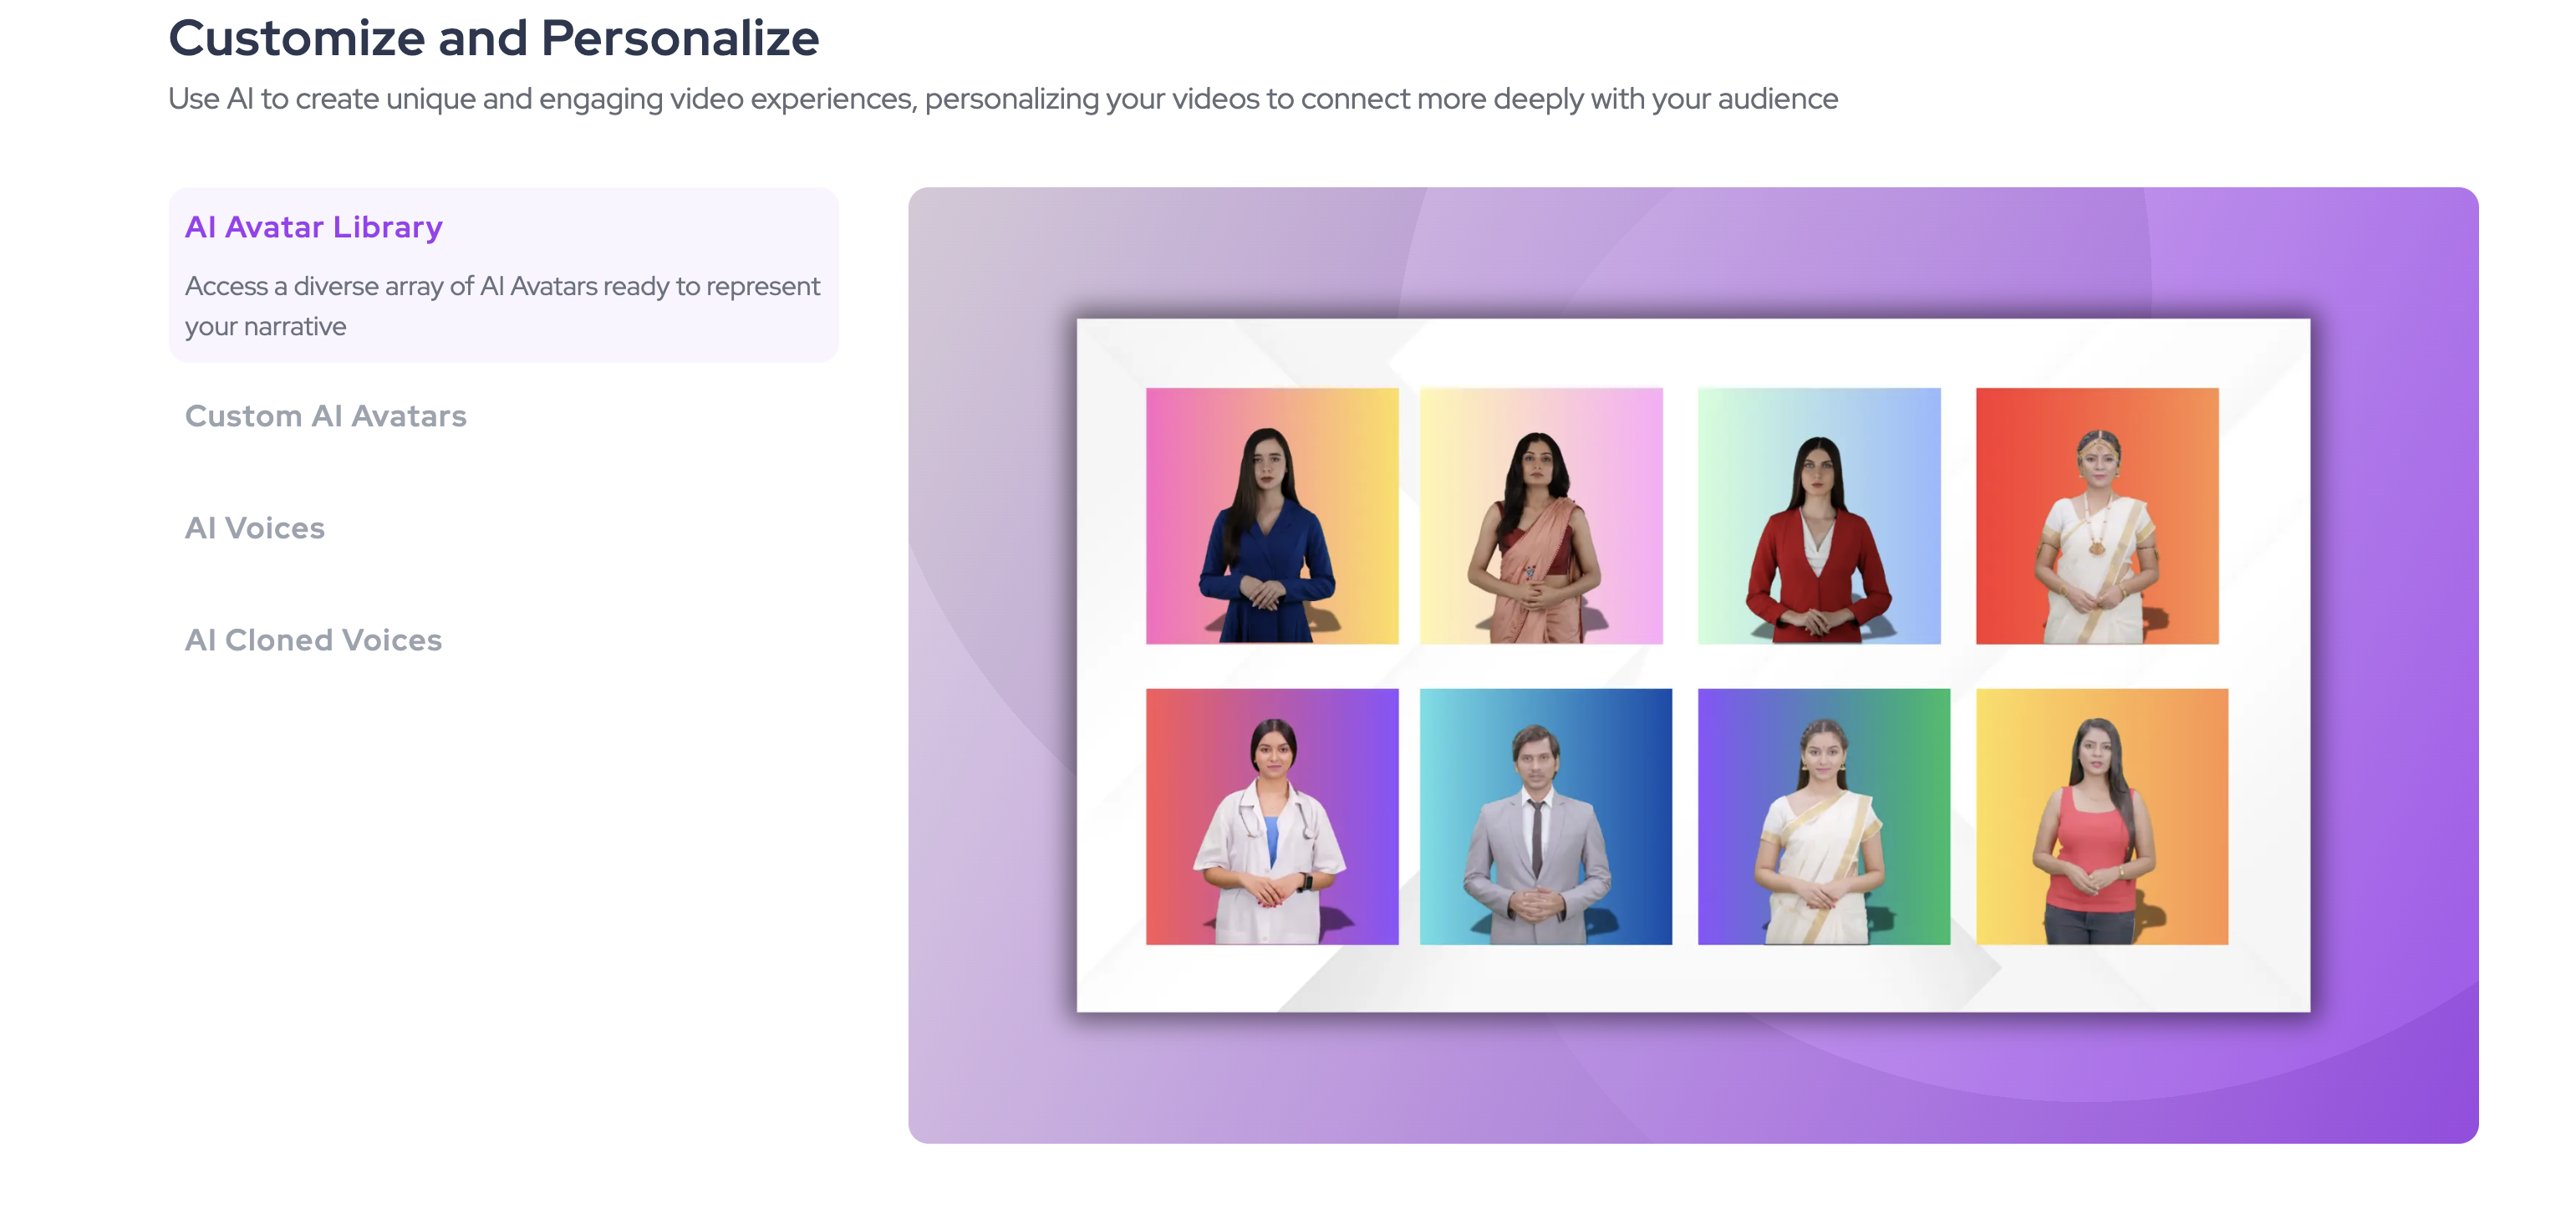 Customize and Personalize
Use AI to create unique and engaging video experiences, personalizing your videos to connect more deeply with your audience
AI Avatar Library
Access a diverse array of AI Avatars ready to represent
your narrative
Custom AI Avatars
AI Voices
AI Cloned Voices